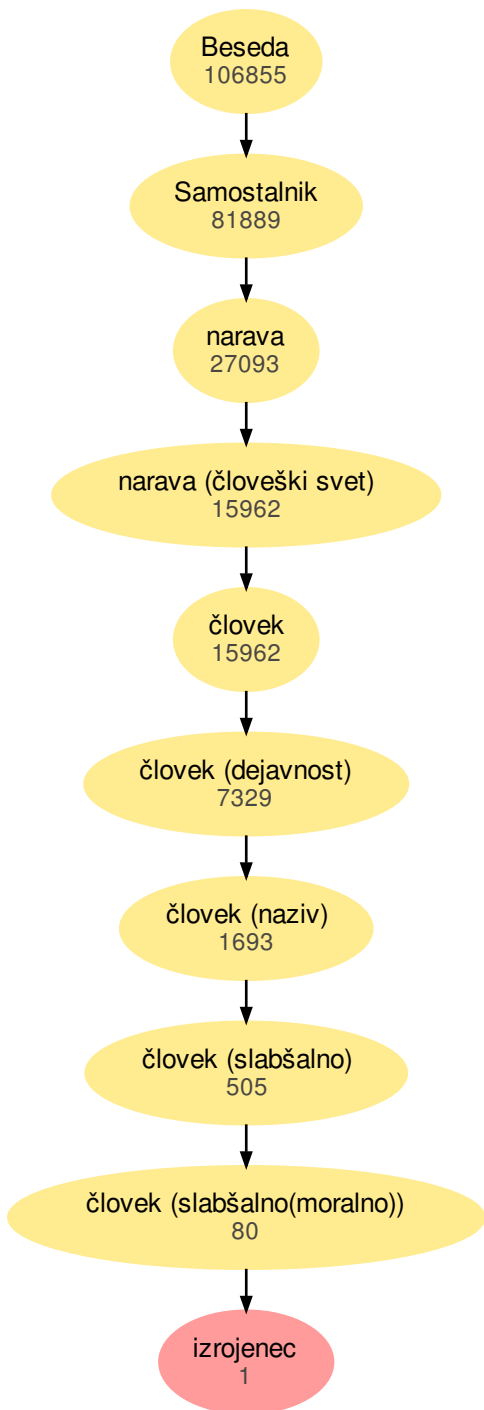 Beseda
106855
Samostalnik
81889
narava
27093
narava (človeški svet)
15962
človek
15962
človek (dejavnost)
7329
človek (naziv)
1693
človek (slabšalno)
505
človek (slabšalno(moralno))
80
izrojenec
1